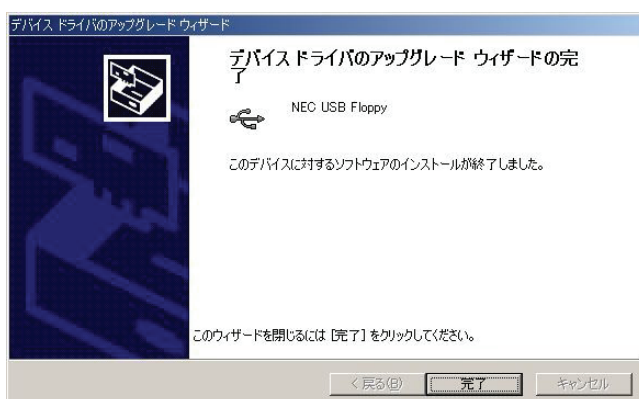 デバイス ドライバのアップグレード ウィザード
デバイス ドライバのアップグレード ウィザードの完
了
NEC USB Floppy
このデバイスに対するソフトウェアのインストールが終了しました。
このウィザードを閉じるには [完了] をクリックしてください。
< 戻る(B)
完了
キャンセル